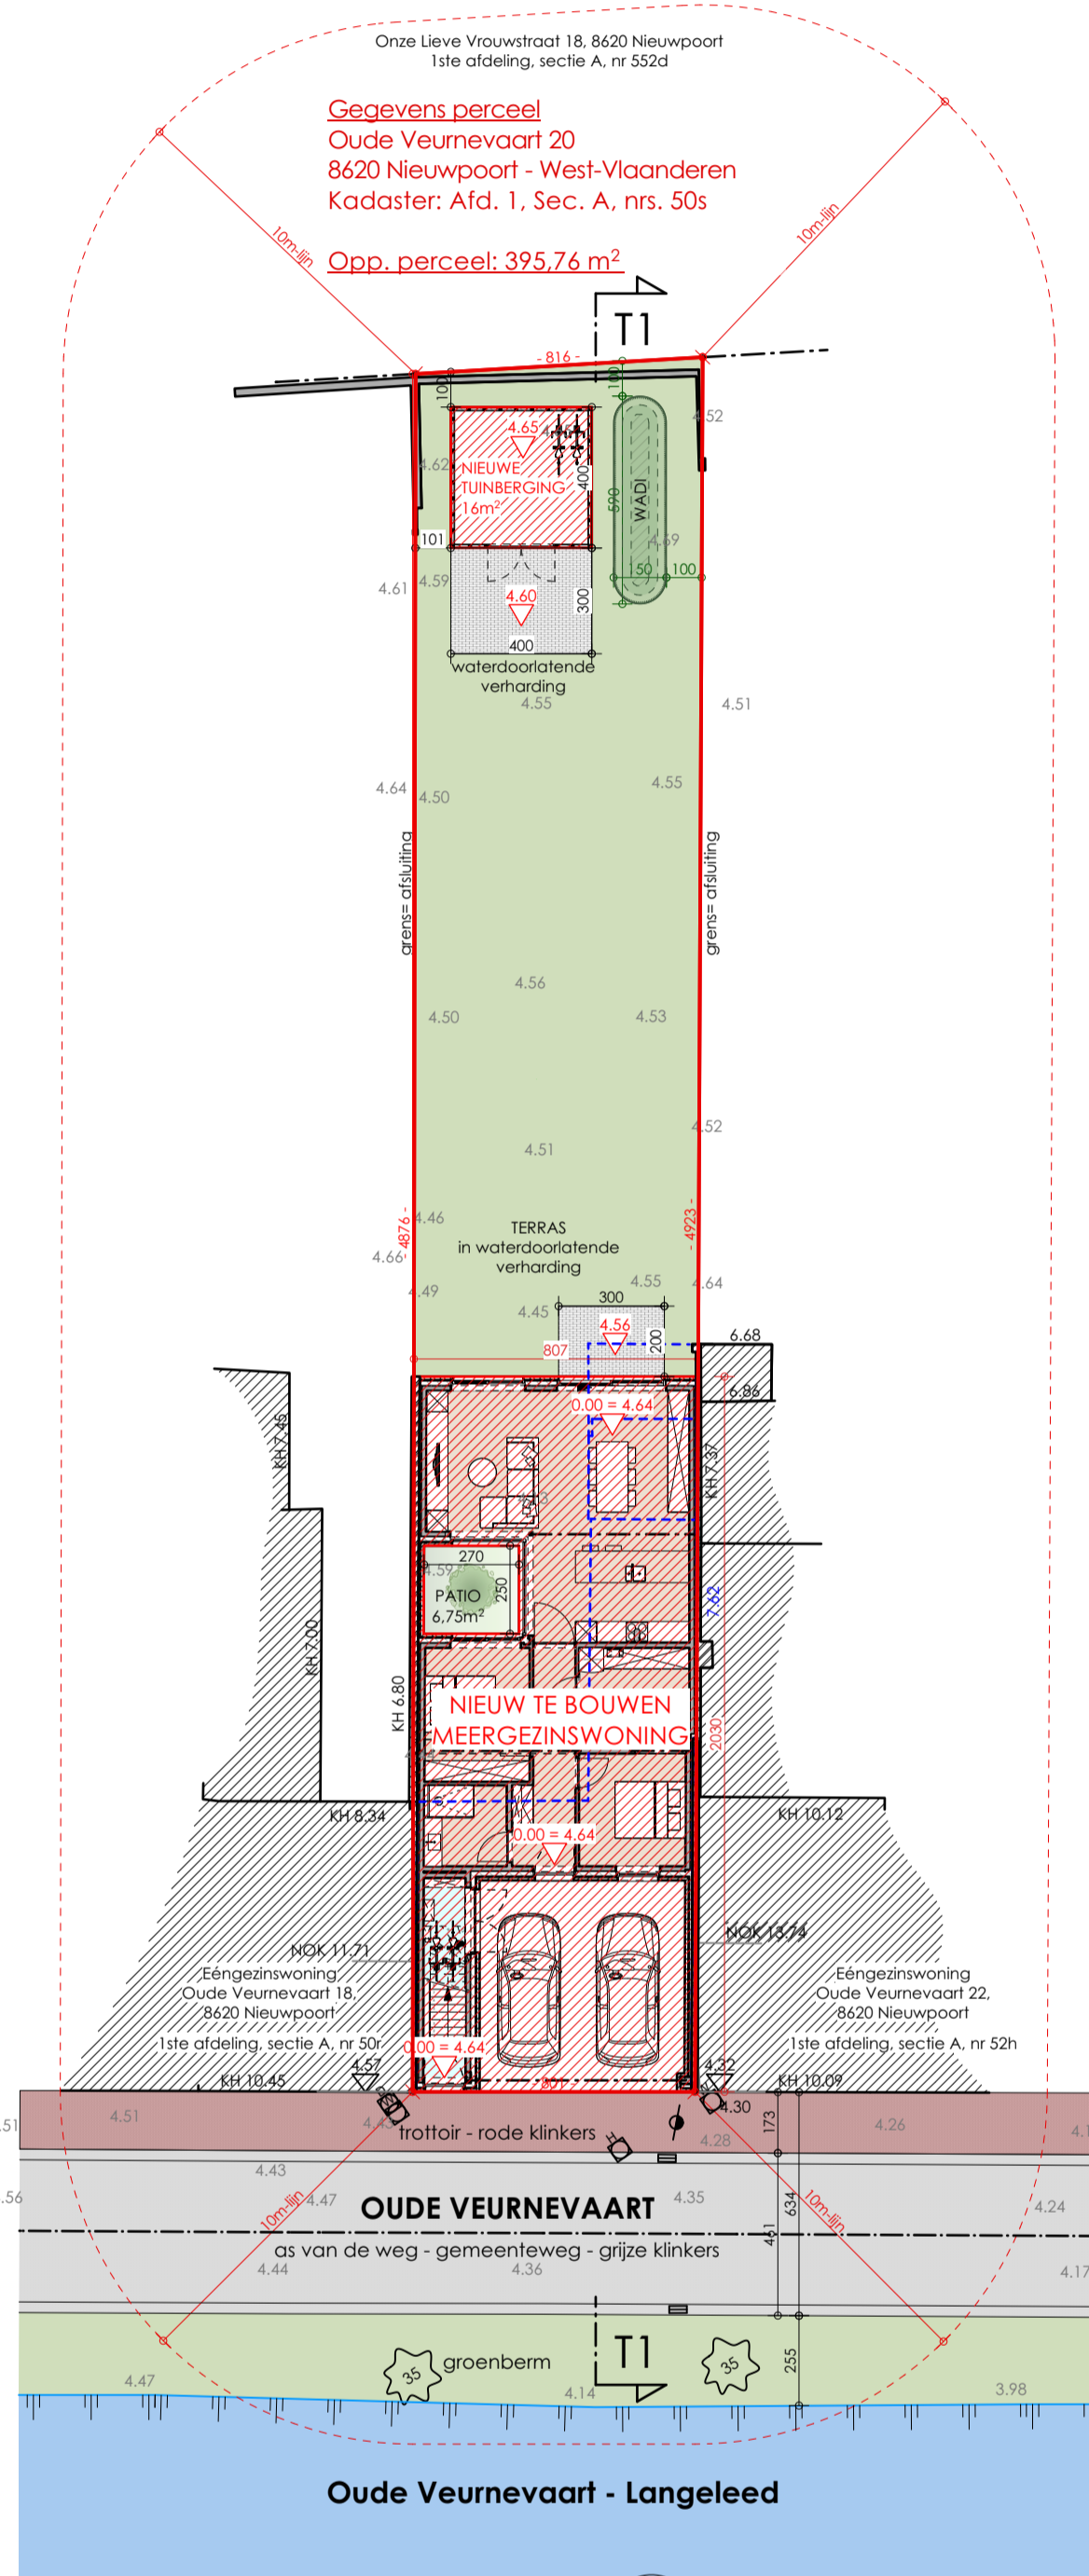 Onze Lieve Vrouwstraat 18, 8620 Nieuwpoort
1ste afdeling, sectie A, nr 552d
Gegevens perceel
Oude Veurnevaart 20
8620 Nieuwpoort - West-Vlaanderen
Kadaster: Afd. 1, Sec. A, nrs. 50s
10m-lijn
10m-lijn
Opp. perceel: 395,76 m²
T1
- 816 -
100
100
4.52
4.65
4.62
NIEUWE
TUINBERGING
16m²
400
590
WADI
101
4.69
4.61
4.59
150
100
4.60
300
400
waterdoorlatende
verharding
4.55
4.51
4.64
4.50
4.55
grens= afsluiting
grens= afsluiting
4.56
4.50
4.53
4.52
4.51
- 4876 -
- 4923 -
4.46
TERRAS
in waterdoorlatende
verharding
4.66
4.49
4.55
4.64
300
4.45
4.56
200
6.68
807
6.86
0.00 = 4.64
KH 7.45
KH 7.37
270
4.59
250
PATIO
6,75m²
7.62
KH 7.00
KH 6.80
NIEUW TE BOUWEN
MEERGEZINSWONING
2030
KH 8.34
KH 10.12
0.00 = 4.64
NOK 11.71
NOK 13.74
Eéngezinswoning
Oude Veurnevaart 18,
8620 Nieuwpoort
1ste afdeling, sectie A, nr 50r
Eéngezinswoning
Oude Veurnevaart 22,
8620 Nieuwpoort
1ste afdeling, sectie A, nr 52h
0.00 = 4.64
4.57
4.32
KH 10.45
- 801 -
KH 10.09
4.30
4.51
173
4.26
trottoir - rode klinkers
4.28
4.43
4.47
10m-lijn
OUDE VEURNEVAART
4.35
10m-lijn
634
4.24
461
as van de weg - gemeenteweg - grijze klinkers
4.44
4.36
4.17
T1
35
groenberm
35
255
4.47
4.14
3.98
Oude Veurnevaart - Langeleed